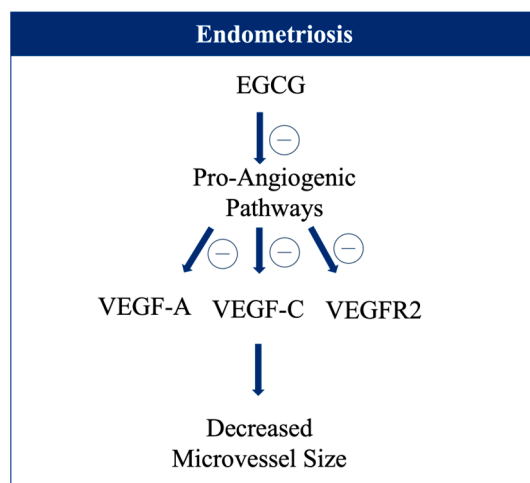 Endometriosis
EGCG
−
Pro-Angiogenic
Pathways
− − −
VEGF-A VEGF-C VEGFR2
Decreased
Microvessel Size